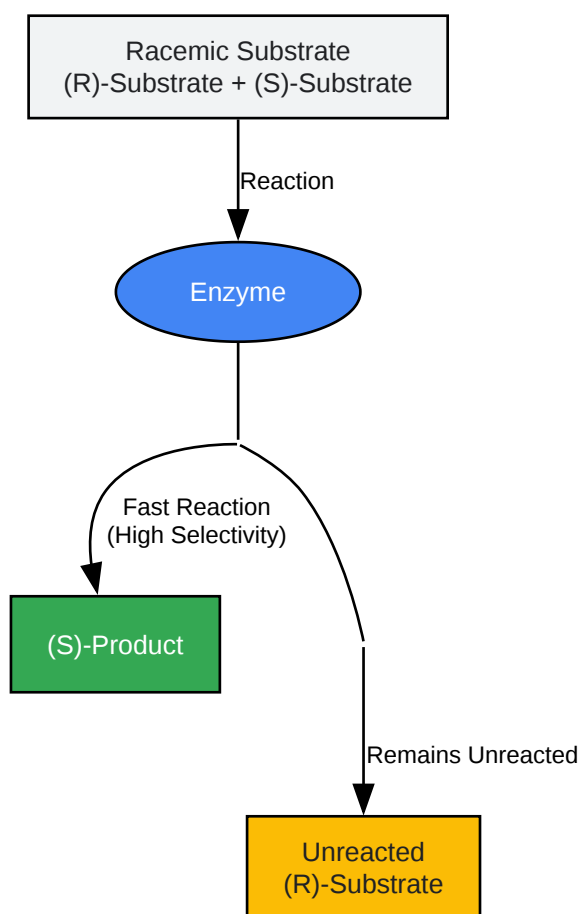 Racemic Substrate
(R)-Substrate + (S)-Substrate
Reaction
Enzyme
Fast Reaction
(High Selectivity)
(S)-Product
Remains Unreacted
Unreacted
(R)-Substrate